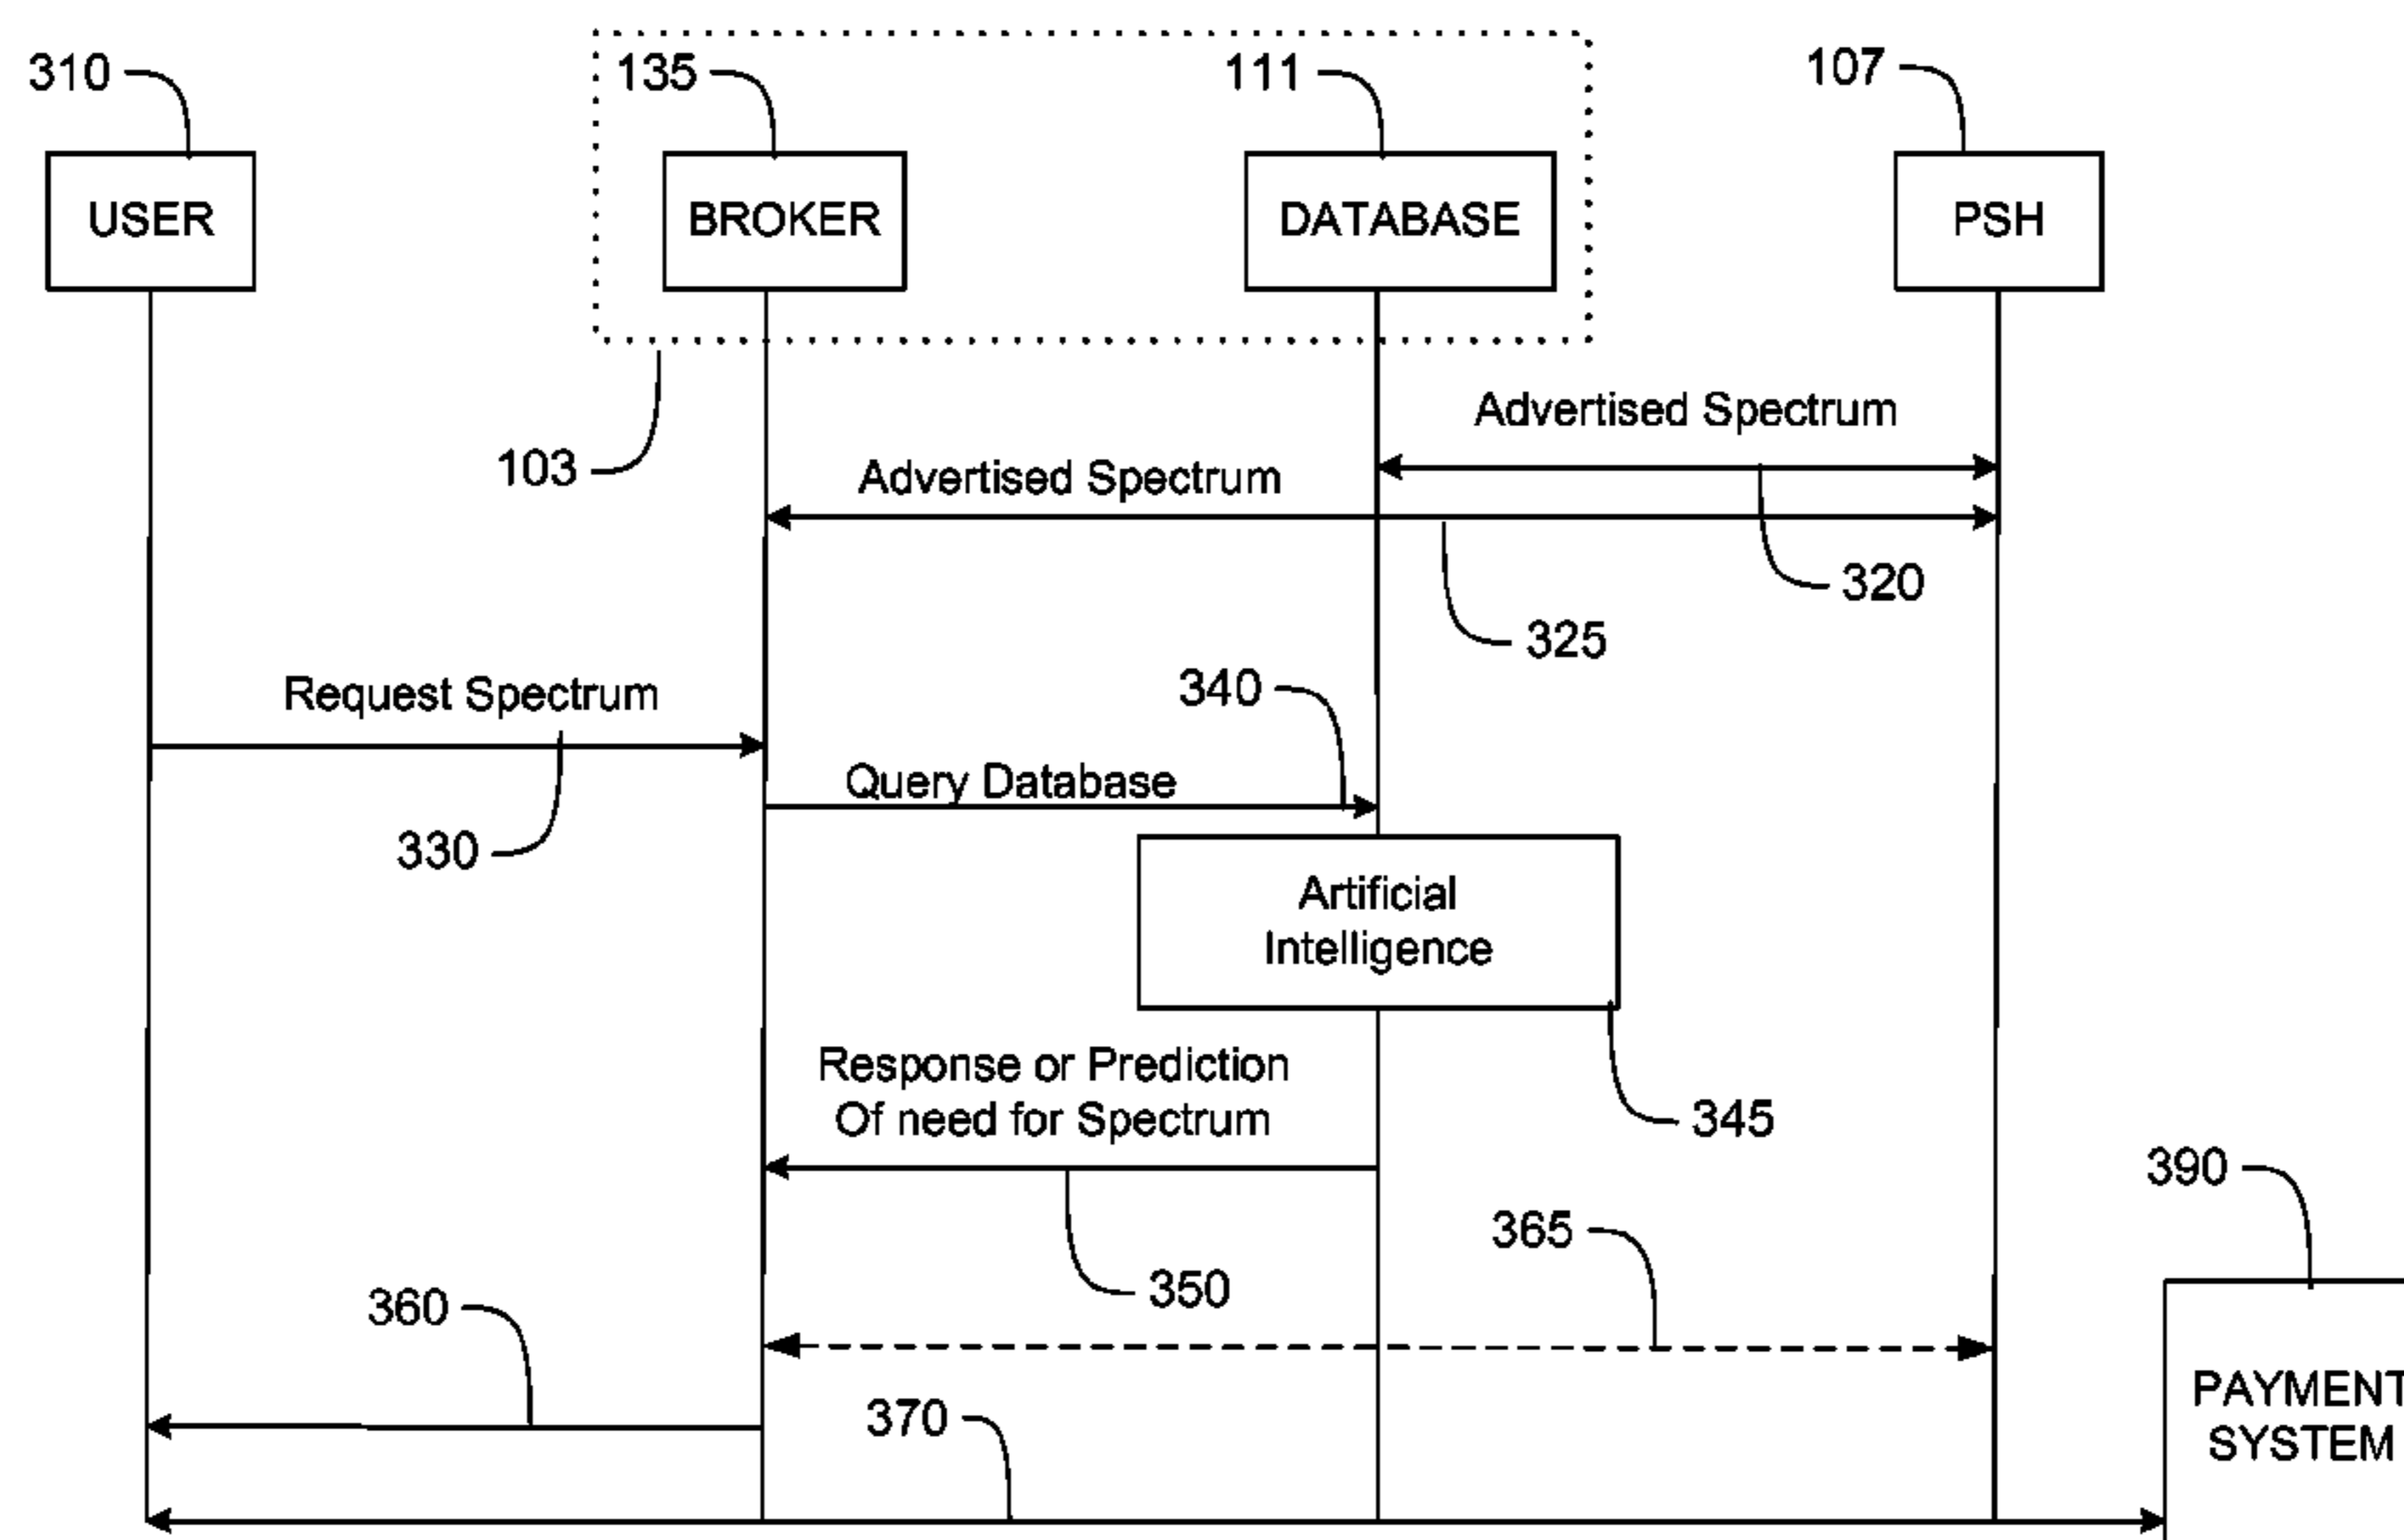 310
135
111
107
USER
BROKER
DATABASE
PSH
103
Advertised Spectrum
Advertised Spectrum
320
325
Request Spectrum
340
330
Query Database
Artificial
Intelligence
Response or Prediction
Of need for Spectrum
345
350
365
390
360
370
PAYMENT
SYSTEM